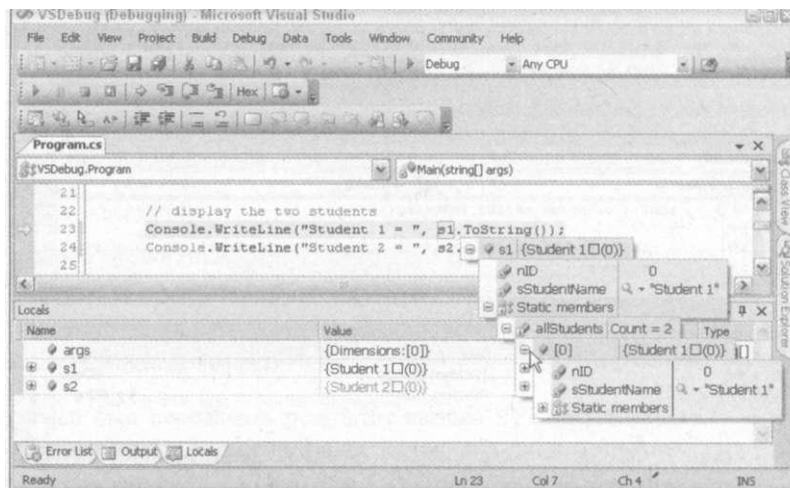 VSDebug (Debugging) - Microsoft Visual Studio
File Edit View Project Build Debug Data Tools Window Community Help
Debug Any CPU
Hex
Program.cs
VSDebug.Program Main(string[] args)
21
22 // display the two students
23 Console.WriteLine("Student 1 = ", s1.ToString());
24 Console.WriteLine("Student 2 = ", s2.
25
s1 {Student 1□(0)}
nID 0
sStudentName "Student 1"
Static members
allStudents Count = 2
[0] {Student 1□(0)}
nID 0
sStudentName "Student 1"
Static members
Locals
Name Value Type
args {Dimensions:[0]} []
s1 {Student 1□(0)}
s2 {Student 2□(0)}
Error List Output Locals
Ready Ln 23 Col 7 Ch 4 INS
Class View
Solution Explorer